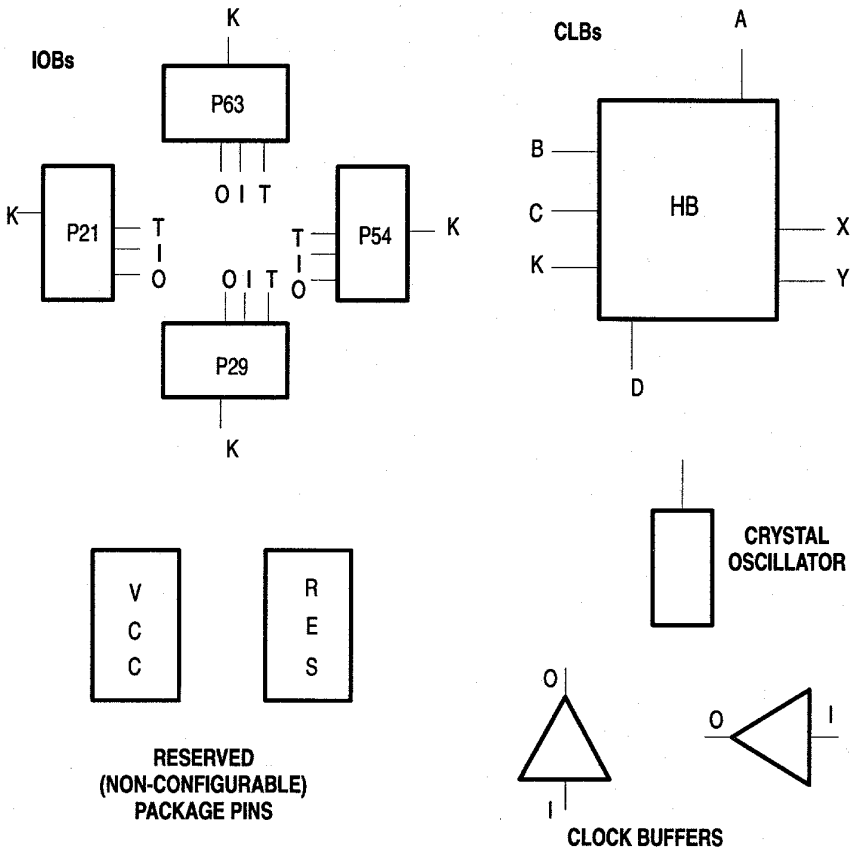 IOBs
K
P63
O I T
K
P21
T
I
O
T
I
O
P54
K
O I T
P29
K
CLBs
A
B
C
K
HB
X
Y
D
CRYSTAL
OSCILLATOR
V
C
C
R
E
S
RESERVED
(NON-CONFIGURABLE)
PACKAGE PINS
O
I
O
I
CLOCK BUFFERS